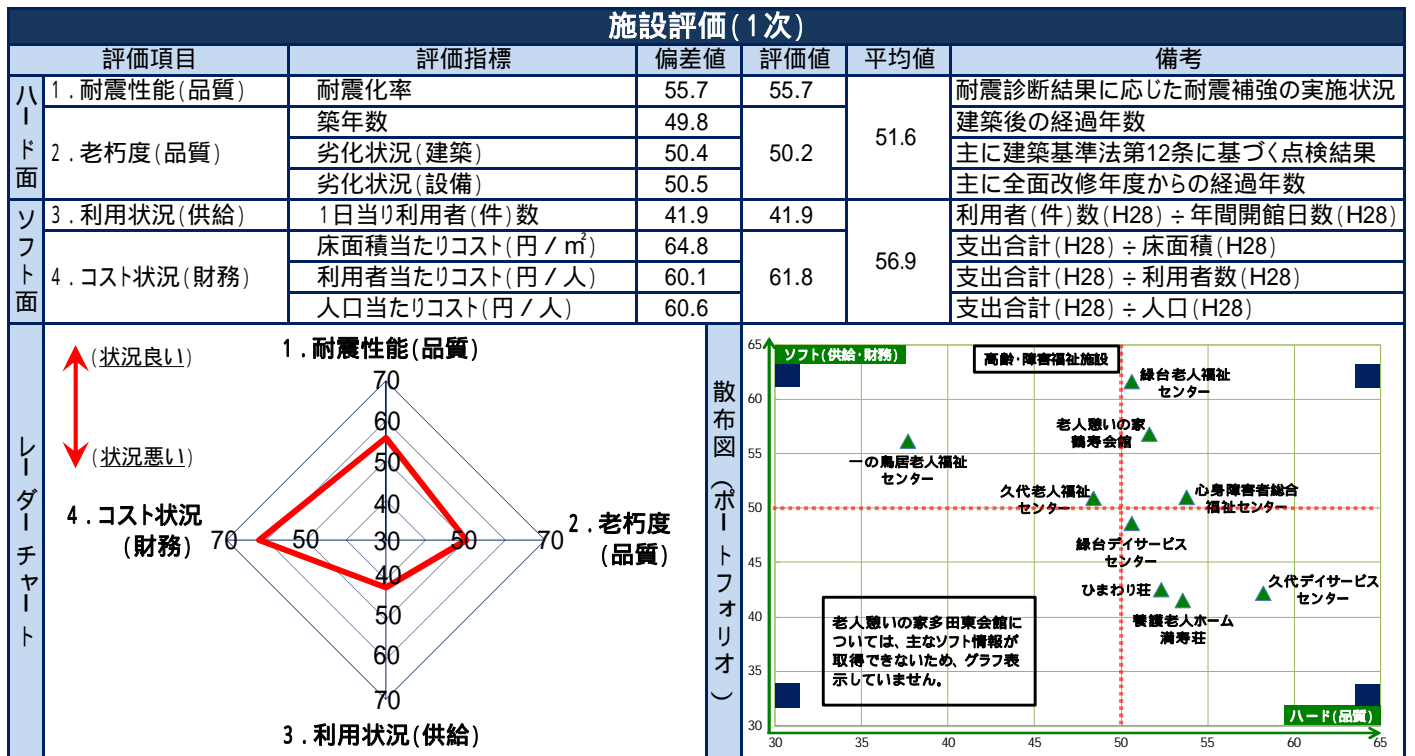 施設評価(1次)
評価項目 評価指標 偏差値 評価値 平均値 備考
ハード面
1.耐震性能(品質) 耐震化率 55.7 55.7 51.6 耐震診断結果に応じた耐震補強の実施状況
2.老朽度(品質) 築年数 49.8 50.2 建築後の経過年数
劣化状況(建築) 50.4 主に建築基準法第12条に基づく点検結果
劣化状況(設備) 50.5 主に全面改修年度からの経過年数
ソフト面
3.利用状況(供給) 1日当り利用者(件)数 41.9 41.9 56.9 利用者(件)数(H28)÷年間開館日数(H28)
4.コスト状況(財務) 床面積当たりコスト(円/㎡) 64.8 61.8 支出合計(H28)÷床面積(H28)
利用者当たりコスト(円/人) 60.1 支出合計(H28)÷利用者数(H28)
人口当たりコスト(円/人) 60.6 支出合計(H28)÷人口(H28)
レーダーチャート
(状況良い)
(状況悪い)
1.耐震性能(品質)
70
60
50
40
4.コスト状況
(財務)
70 50 30 50 70
2.老朽度
(品質)
40
50
60
70
3.利用状況(供給)
散布図(ポートフォリオ)
65
60
55
50
45
40
35
30
ソフト(供給・財務)
高齢・障害福祉施設
緑台老人福祉
センター
老人憩いの家
鶴寿会館
一の鳥居老人福祉
センター
久代老人福祉
センター
心身障害者総合
福祉センター
緑台デイサービス
センター
ひまわり荘
久代デイサービス
センター
養護老人ホーム
満寿荘
老人憩いの家多田東会館に
ついては、主なソフト情報が
取得できないため、グラフ表
示していません。
ハード(品質)
30 35 40 45 50 55 60 65